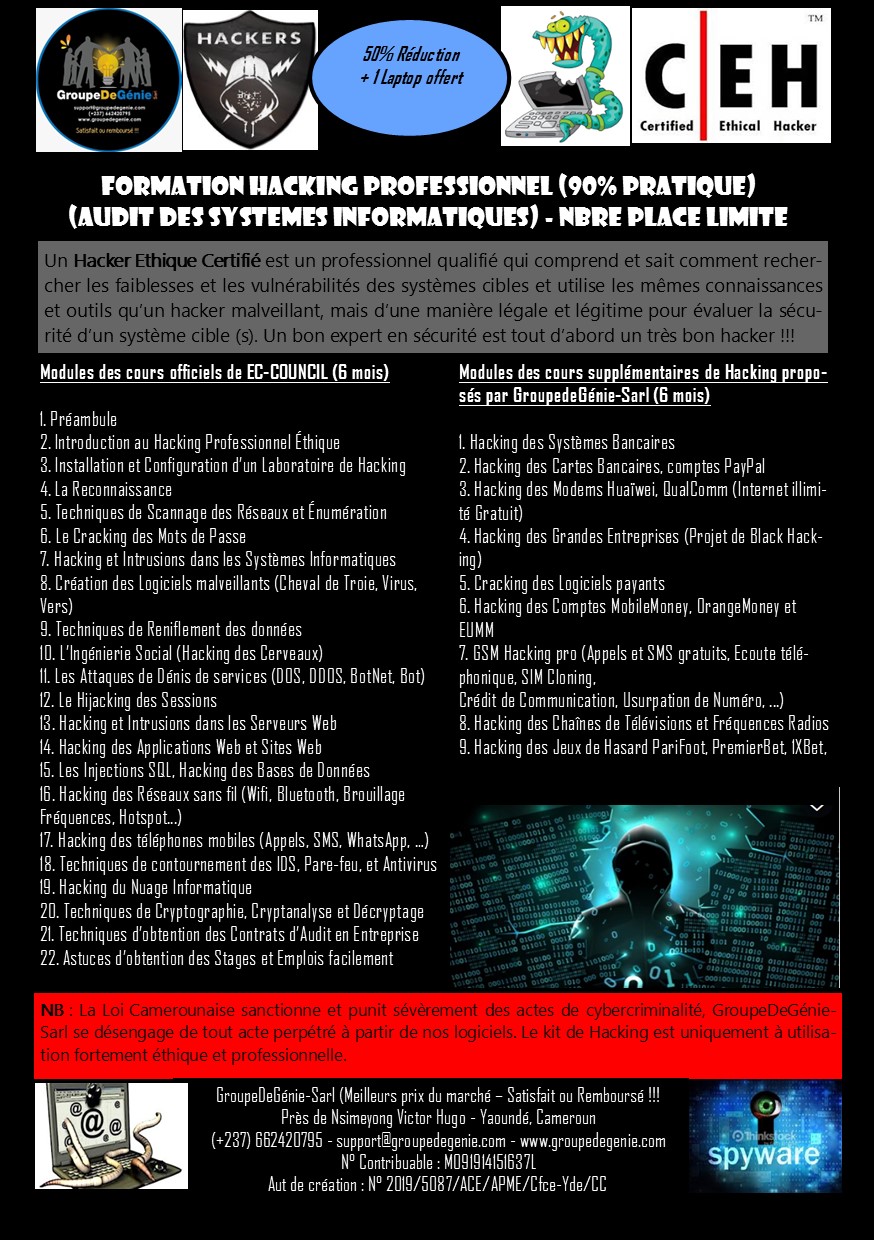 GroupeDeGénie Sarl
support@groupedegenie.com
(+237) 662420795
www.groupedegenie.com
Satisfait ou remboursé !!!
HACKERS
50% Réduction
+ 1 Laptop offert
TM
C|EH
Certified Ethical Hacker
FORMATION HACKING PROFESSIONNEL (90% PRATIQUE)
(AUDIT DES SYSTEMES INFORMATIQUES) - NBRE PLACE LIMITE
Un Hacker Ethique Certifié est un professionnel qualifié qui comprend et sait comment recher-
cher les faiblesses et les vulnérabilités des systèmes cibles et utilise les mêmes connaissances
et outils qu'un hacker malveillant, mais d'une manière légale et légitime pour évaluer la sécu-
rité d'un système cible (s). Un bon expert en sécurité est tout d'abord un très bon hacker !!!
Modules des cours officiels de EC-COUNCIL (6 mois)
1. Préambule
2. Introduction au Hacking Professionnel Éthique
3. Installation et Configuration d'un Laboratoire de Hacking
4. La Reconnaissance
5. Techniques de Scannage des Réseaux et Énumération
6. Le Cracking des Mots de Passe
7. Hacking et Intrusions dans les Systèmes Informatiques
8. Création des Logiciels malveillants (Cheval de Troie, Virus,
Vers)
9. Techniques de Reniflement des données
10. L'Ingénierie Social (Hacking des Cerveaux)
11. Les Attaques de Dénis de services (DOS, DDOS, BotNet, Bot)
12. Le Hijacking des Sessions
13. Hacking et Intrusions dans les Serveurs Web
14. Hacking des Applications Web et Sites Web
15. Les Injections SQL, Hacking des Bases de Données
16. Hacking des Réseaux sans fil (Wifi, Bluetooth, Brouillage
Fréquences, Hotspot...)
17. Hacking des téléphones mobiles (Appels, SMS, WhatsApp, ...)
18. Techniques de contournement des IDS, Pare-feu, et Antivirus
19. Hacking du Nuage Informatique
20. Techniques de Cryptographie, Cryptanalyse et Décryptage
21. Techniques d'obtention des Contrats d'Audit en Entreprise
22. Astuces d'obtention des Stages et Emplois facilement
Modules des cours supplémentaires de Hacking propo-
sés par GroupedeGénie-Sarl (6 mois)
1. Hacking des Systèmes Bancaires
2. Hacking des Cartes Bancaires, comptes PayPal
3. Hacking des Modems Huaïwei, QualComm (Internet illimi-
té Gratuit)
4. Hacking des Grandes Entreprises (Projet de Black Hack-
ing)
5. Cracking des Logiciels payants
6. Hacking des Comptes MobileMoney, OrangeMoney et
EUMM
7. GSM Hacking pro (Appels et SMS gratuits, Ecoute télé-
phonique, SIM Cloning,
Crédit de Communication, Usurpation de Numéro, ...)
8. Hacking des Chaînes de Télévisions et Fréquences Radios
9. Hacking des Jeux de Hasard PariFoot, PremierBet, 1XBet,
NB : La Loi Camerounaise sanctionne et punit sévèrement des actes de cybercriminalité, GroupeDeGénie-
Sarl se désengage de tout acte perpétré à partir de nos logiciels. Le kit de Hacking est uniquement à utilisa-
tion fortement éthique et professionnelle.
GroupeDeGénie-Sarl (Meilleurs prix du marché – Satisfait ou Remboursé !!!
Près de Nsimeyong Victor Hugo - Yaoundé, Cameroun
(+237) 662420795 - support@groupedegenie.com - www.groupedegenie.com
N° Contribuable : M091914151637L
Aut de création : N° 2019/5087/ACE/APME/Cfce-Yde/CC
@ @ @
Thinkstock
spyware